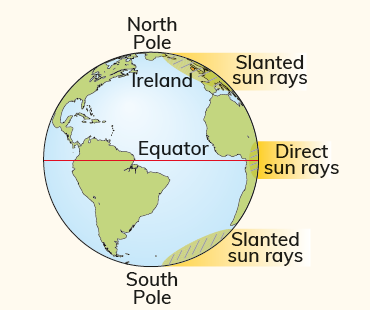 North
Pole
Slanted
sun rays
Ireland
Equator
Direct
sun rays
Slanted
sun rays
South
Pole